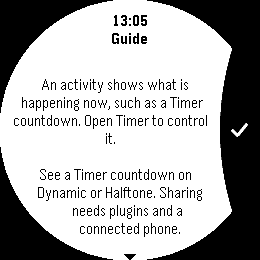 13:05
Guide
An activity shows what is
happening now, such as a Timer
countdown. Open Timer to control
it.
See a Timer countdown on
Dynamic or Halftone. Sharing
needs plugins and a
connected phone.